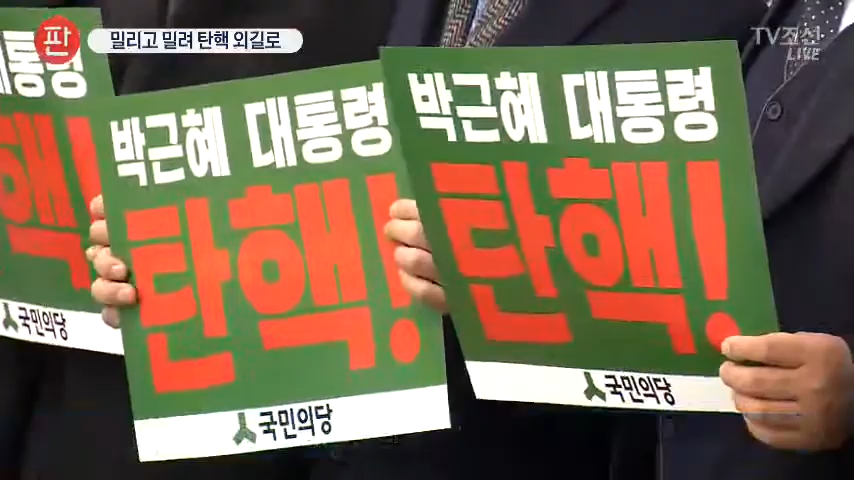 판 밀리고 밀려 탄핵 외길로
TV조선
LIVE
대통령
핵!
국민의당
박근혜 대통령
탄핵!
국민의당
박근혜 대통령
탄핵!
국민의당